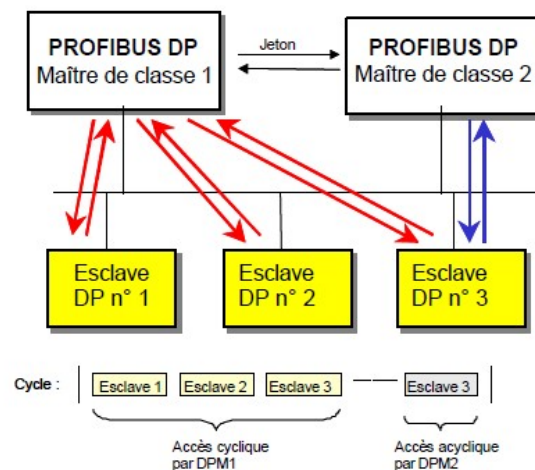 PROFIBUS DP
Maître de classe 1
Jeton
PROFIBUS DP
Maître de classe 2
Esclave
DP n° 1
Esclave
DP n° 2
Esclave
DP n° 3
Cycle :
Esclave 1
Esclave 2
Esclave 3
Esclave 3
Accès cyclique
par DPM1
Accès acyclique
par DPM2